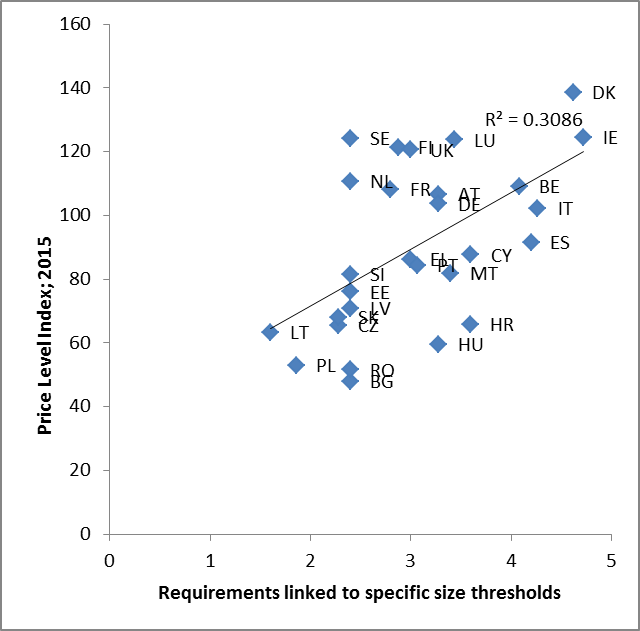 160
140
120
100
80
60
40
20
0
Price Level Index; 2015
DK
R² = 0.3086
IE
SE
LU
FI
UK
NL
FR
AT
DE
BE
IT
ES
CY
EL
PT
MT
SI
EE
LV
SK
CZ
LT
HR
HU
PL
RO
BG
0 1 2 3 4 5
Requirements linked to specific size thresholds